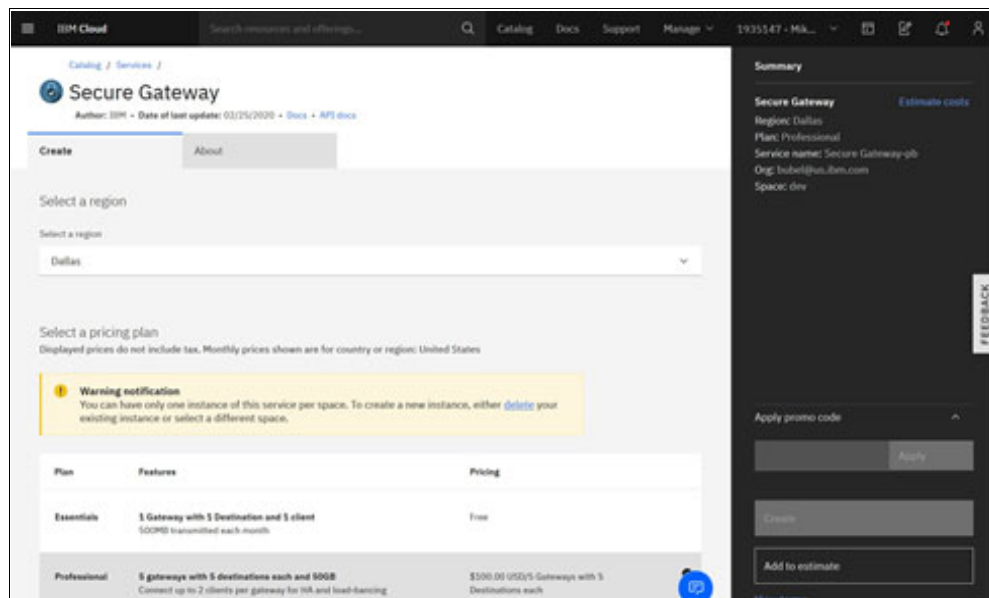 IBM Cloud
Search resources and offerings...
Catalog
Docs
Support
Manage
1935147 - Mik...
Catalog / Services /
Secure Gateway
Author: IBM • Date of last update: 02/25/2020 • Docs • API docs
Create
About
Select a region
Select a region
Dallas
Select a pricing plan
Displayed prices do not include tax. Monthly prices shown are for country or region: United States
Warning notification
You can have only one instance of this service per space. To create a new instance, either delete your
existing instance or select a different space.
Plan
Features
Pricing
Essentials
1 Gateway with 1 Destination and 1 client
500MB transmitted each month
Free
Professional
5 gateways with 5 destinations each and 50GB
Connect up to 2 clients per gateway for HA and load-bancing
$100.00 USD/5 Gateways with 5
Destinations each
Summary
Secure Gateway
Estimate costs
Region: Dallas
Plan: Professional
Service name: Secure Gateway-pb
Org: bubel@us.ibm.com
Space: dev
FEEDBACK
Apply promo code
Apply
Create
Add to estimate